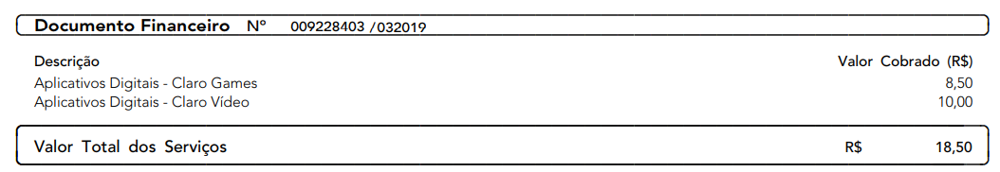 Documento Financeiro Nº 009228403 /032019
Descrição Valor Cobrado (R$)
Aplicativos Digitais - Claro Games 8,50
Aplicativos Digitais - Claro Vídeo 10,00
Valor Total dos Serviços R$ 18,50